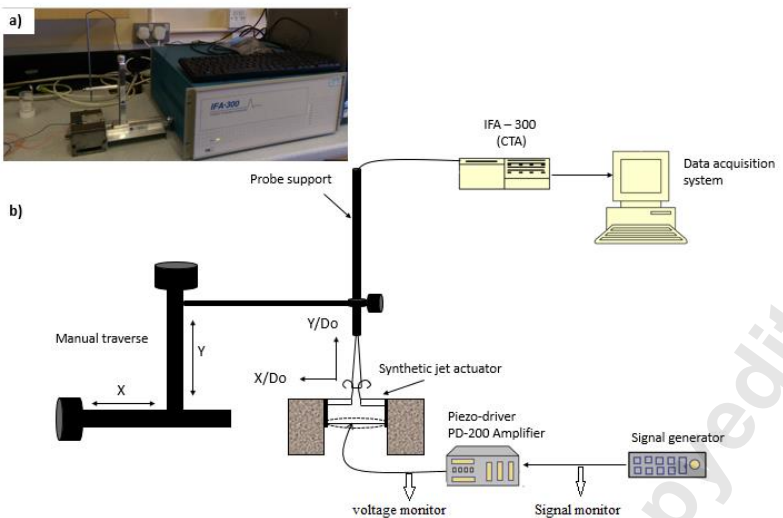 a)
IFA-300
IFA – 300
(CTA)
Data acquisition
system
Probe support
b)
Manual traverse
Y
X
Y/Do
X/Do
Synthetic jet actuator
Piezo-driver
PD-200 Amplifier
Signal generator
voltage monitor
Signal monitor